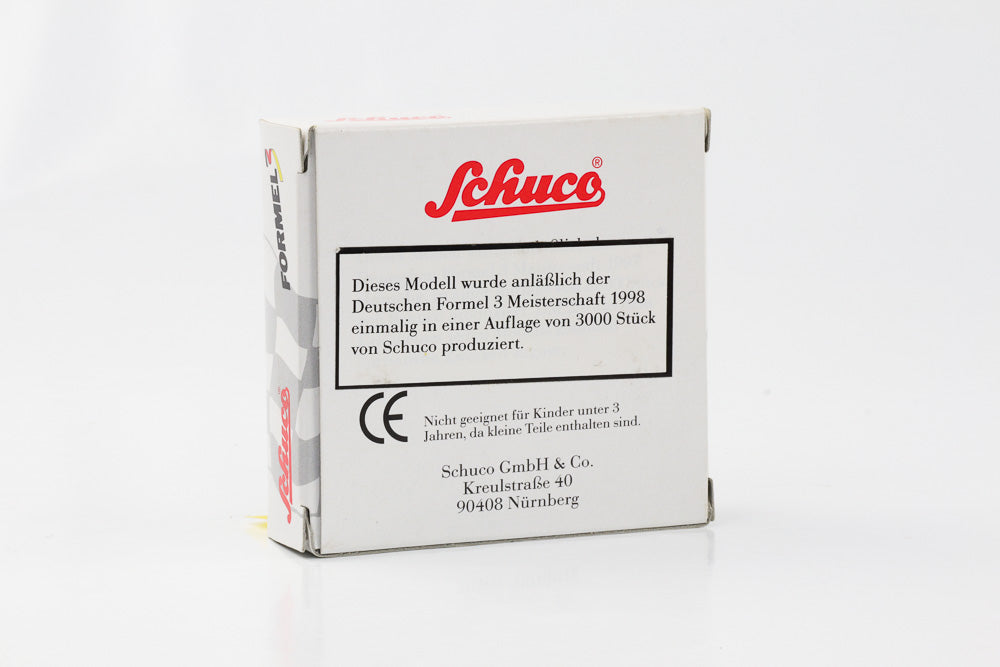 Schuco
FORMEL 3
Schuco
Schuco®
Dieses Modell wurde anläßlich der
Deutschen Formel 3 Meisterschaft 1998
einmalig in einer Auflage von 3000 Stück
von Schuco produziert.
CE
Nicht geeignet für Kinder unter 3
Jahren, da kleine Teile enthalten sind.
Schuco GmbH & Co.
Kreulstraße 40
90408 Nürnberg